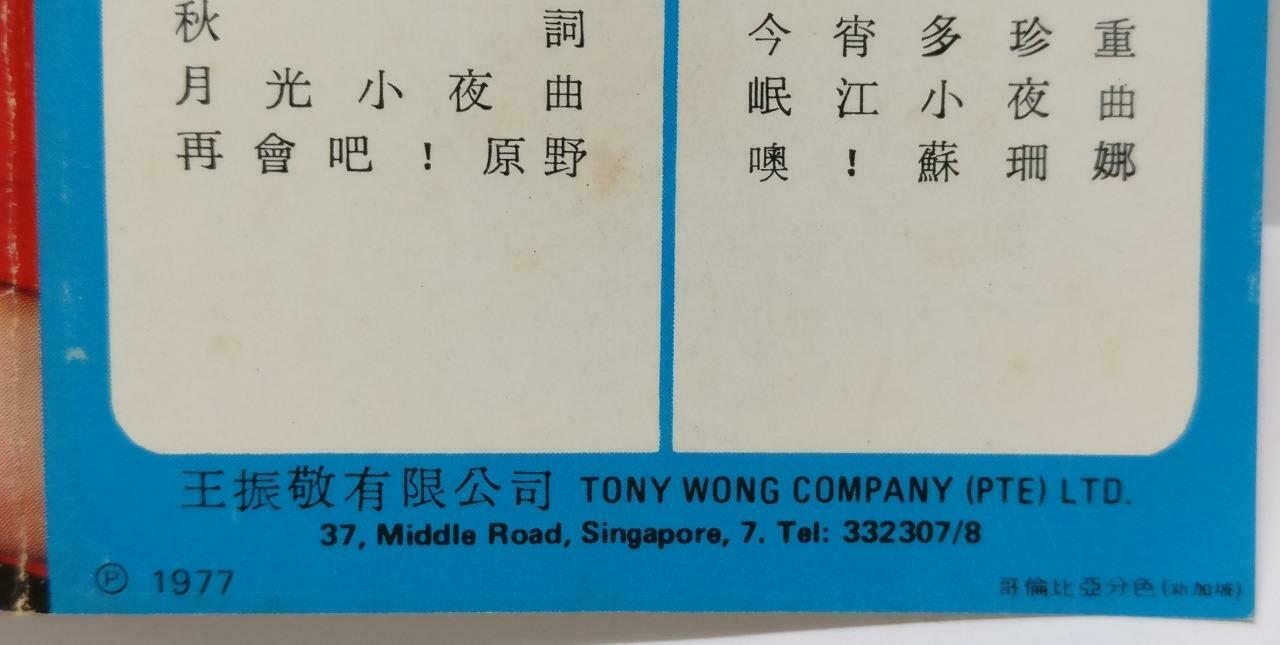 秋詞
月光小夜曲
再會吧！原野
今宵多珍重
岷江小夜曲
噢！蘇珊娜
王振敬有限公司 TONY WONG COMPANY (PTE) LTD.
37, Middle Road, Singapore, 7. Tel: 332307/8
Ⓟ 1977
哥倫比亞分色(新加坡)